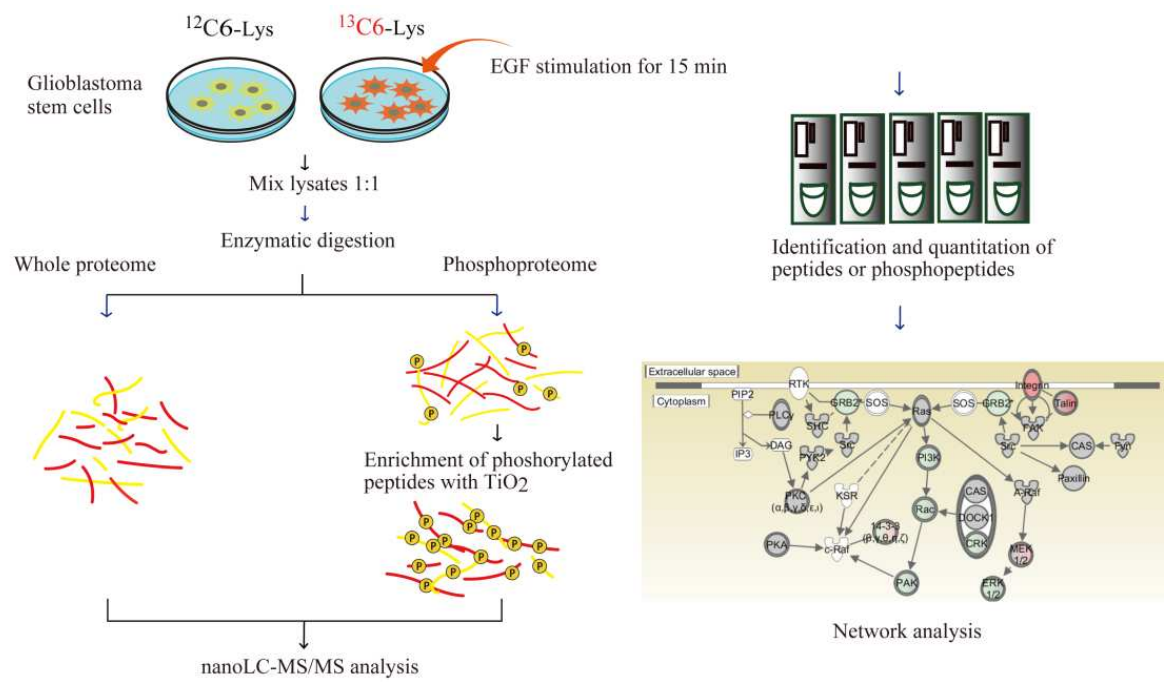 ¹²C6-Lys
¹³C6-Lys
EGF stimulation for 15 min
Glioblastoma
stem cells
Mix lysates 1:1
Enzymatic digestion
Whole proteome
Phosphoproteome
P
P
P
P
Enrichment of phoshorylated
peptides with TiO₂
P
P
P
P
P
P
P
P
P
P
P
P
nanoLC-MS/MS analysis
Identification and quantitation of
peptides or phosphopeptides
Extracellular space
Cytoplasm
RTK
Integrin
PIP2
GRB2
SOS
Ras
SOS
GRB2
Talin
PLCγ
SHC
FAK
DAG
Src
Src
CAS
Fyn
IP3
PYK2
PI3K
Paxillin
PKC
(α,β,γ,δ,ε,ι)
KSR
CAS
A-Raf
Rac
DOCK1
14-3-3
(β,γ,θ,η,ζ)
PKA
c-Raf
CRK
MEK
1/2
PAK
ERK
1/2
Network analysis